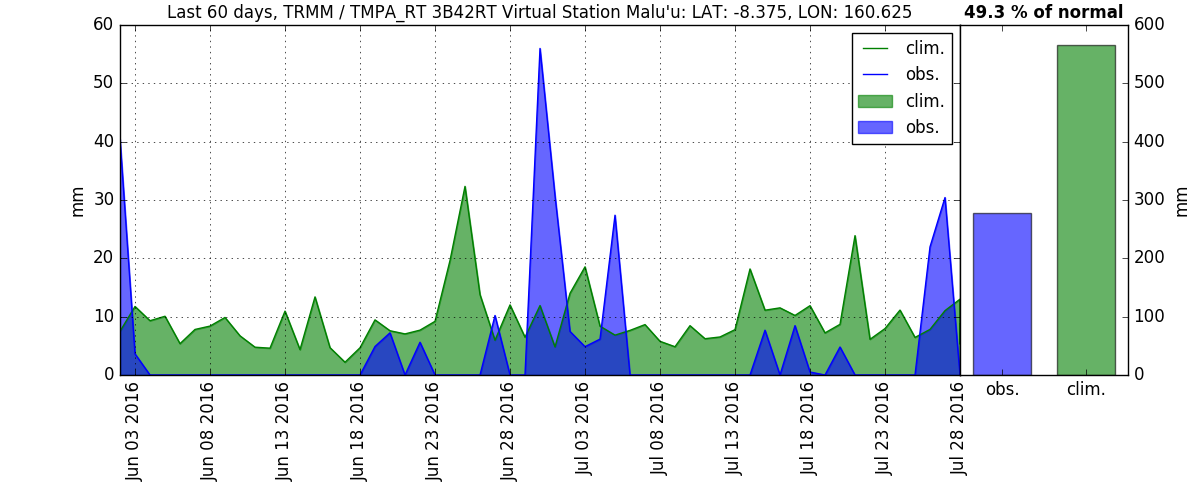 Last 60 days, TRMM / TMPA_RT 3B42RT Virtual Station Malu'u: LAT: -8.375, LON: 160.625
49.3 % of normal
60
50
40
30
20
10
0
mm
clim.
obs.
clim.
obs.
600
500
400
300
200
100
0
mm
Jun 03 2016
Jun 08 2016
Jun 13 2016
Jun 18 2016
Jun 23 2016
Jun 28 2016
Jul 03 2016
Jul 08 2016
Jul 13 2016
Jul 18 2016
Jul 23 2016
Jul 28 2016
obs.
clim.